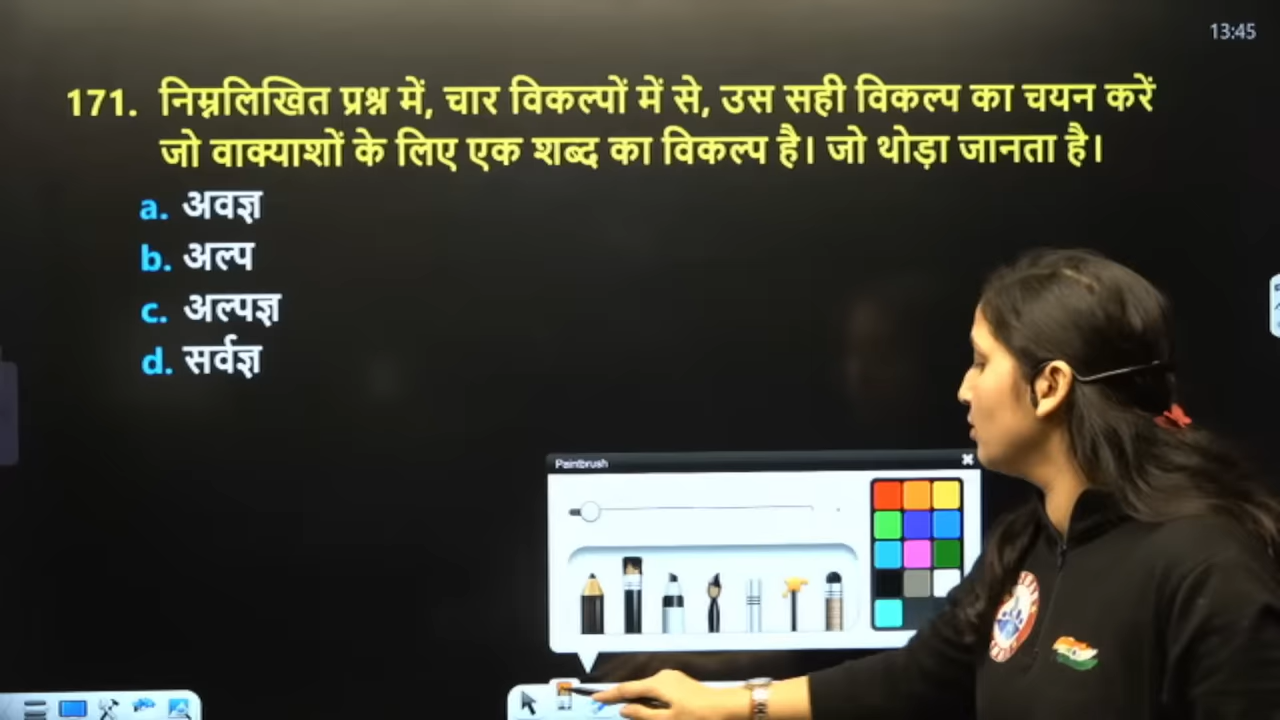 13:45
171. निम्नलिखित प्रश्न में, चार विकल्पों में से, उस सही विकल्प का चयन करें
जो वाक्याशों के लिए एक शब्द का विकल्प है। जो थोड़ा जानता है।
a. अवज्ञ
b. अल्प
c. अल्पज्ञ
d. सर्वज्ञ
Paintbrush